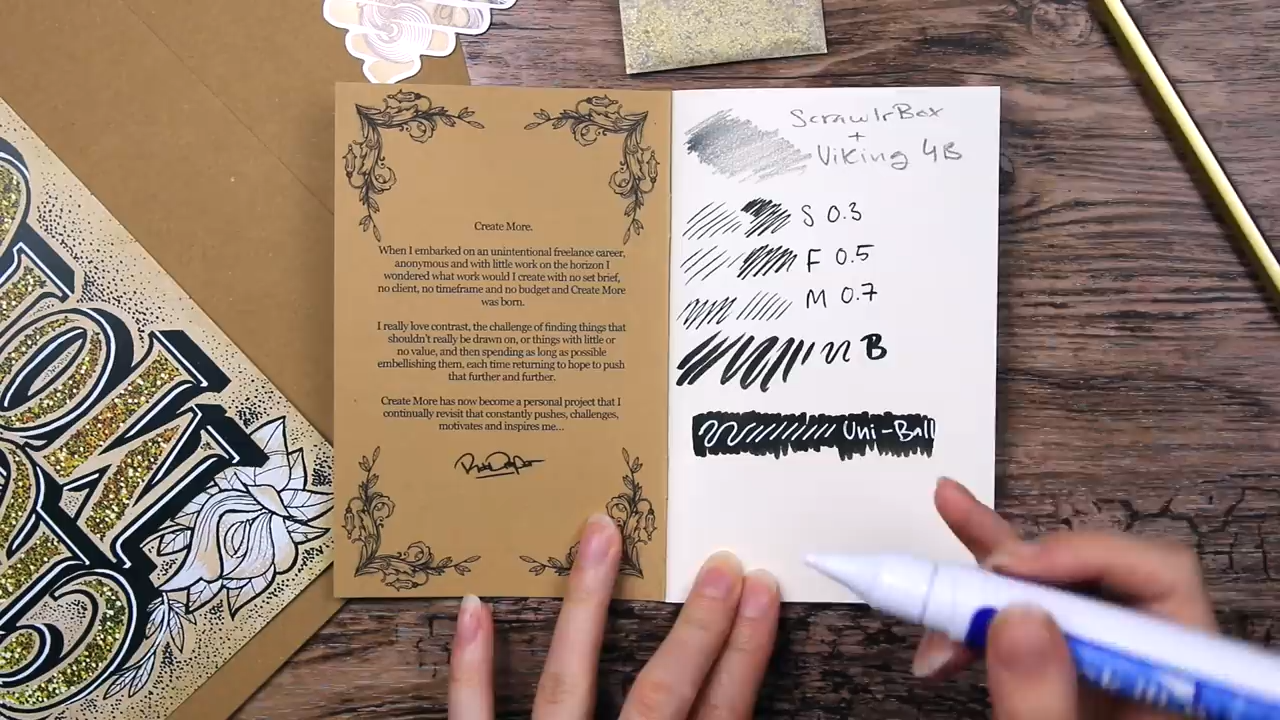 Create More.
When I embarked on an unintentional freelance career,
anonymous and with little work on the horizon I
wondered what work would I create with no set brief,
no client, no timeframe and no budget and Create More
was born.
I really love contrast, the challenge of finding things that
shouldn't really be drawn on, or things with little or
no value, and then spending as long as possible
embellishing them, each time returning to hope to push
that further and further.
Create More has now become a personal project that I
continually revisit that constantly pushes, challenges,
motivates and inspires me...
ScrawlrBox
+
Viking 4B
S 0.3
F 0.5
M 0.7
B
Uni-Ball